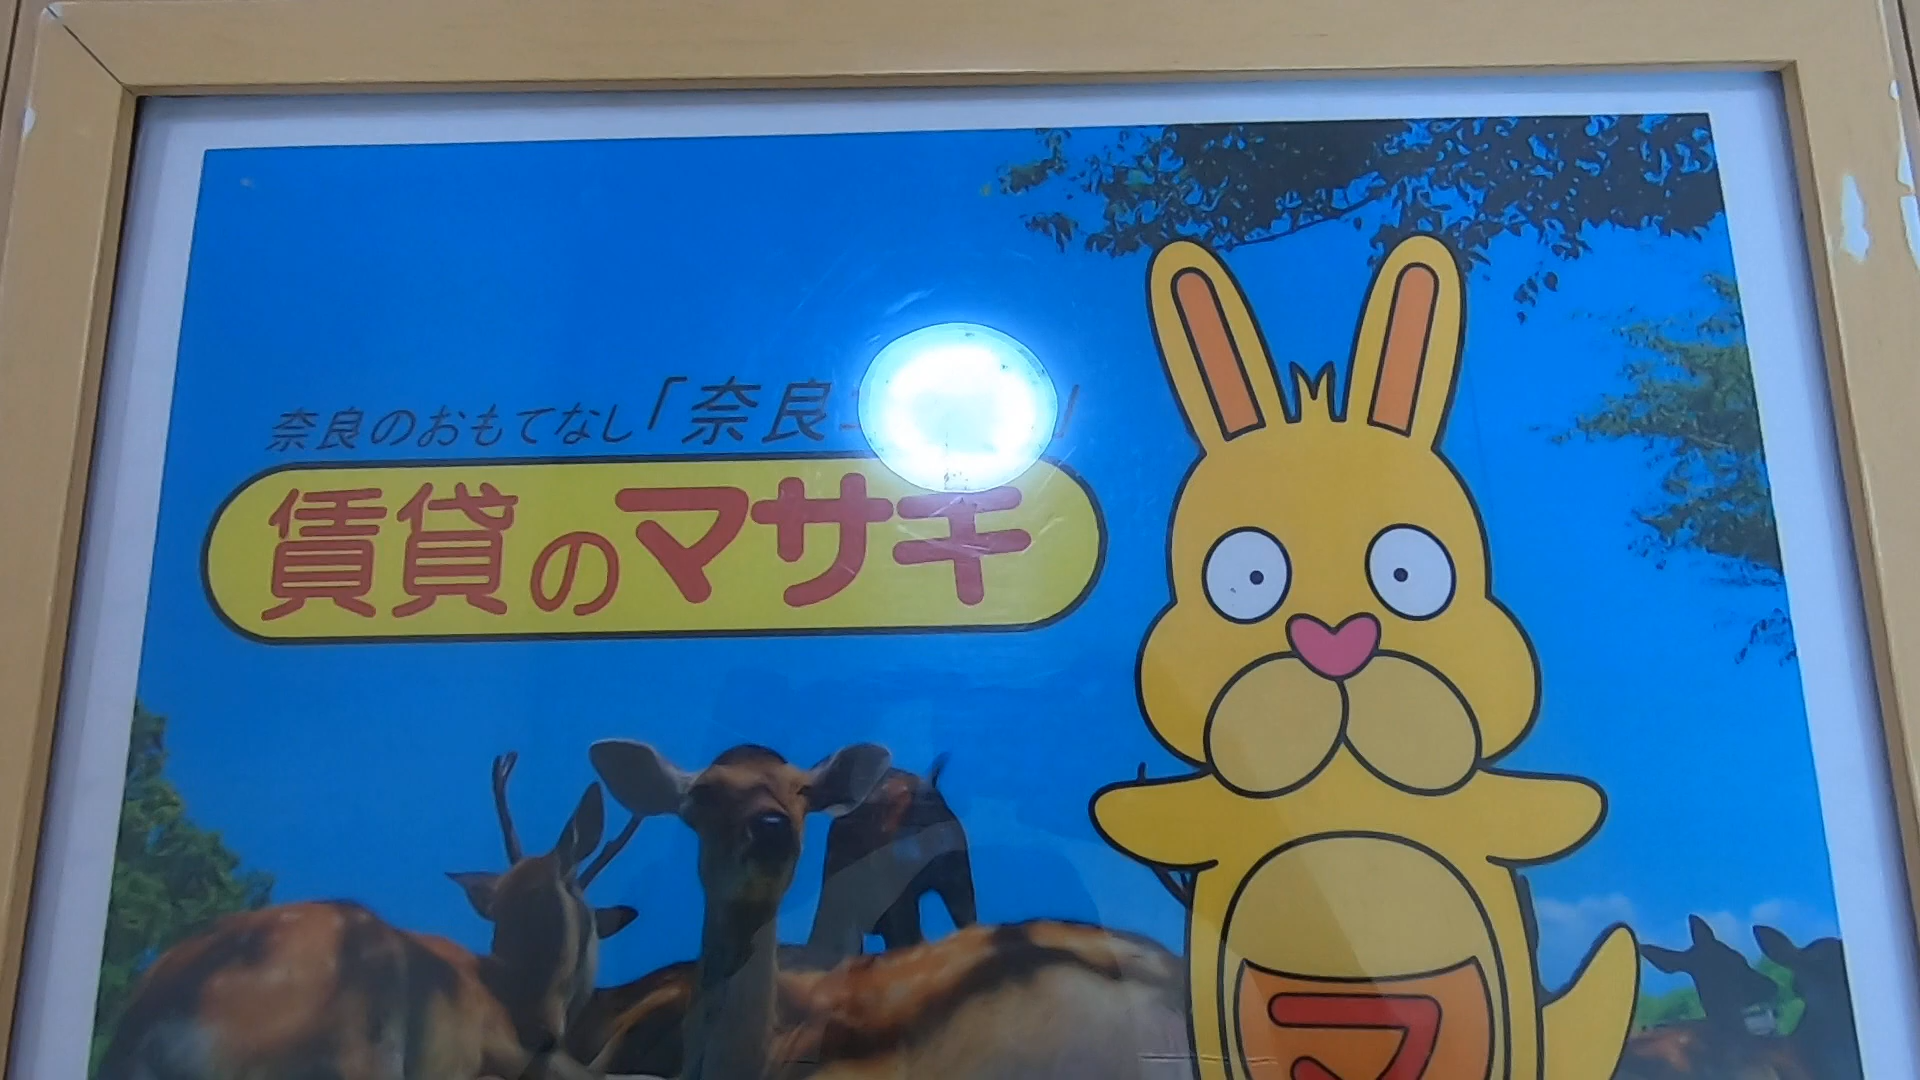 奈良のおもてなし「奈良 」
賃貸のマサキ
マ